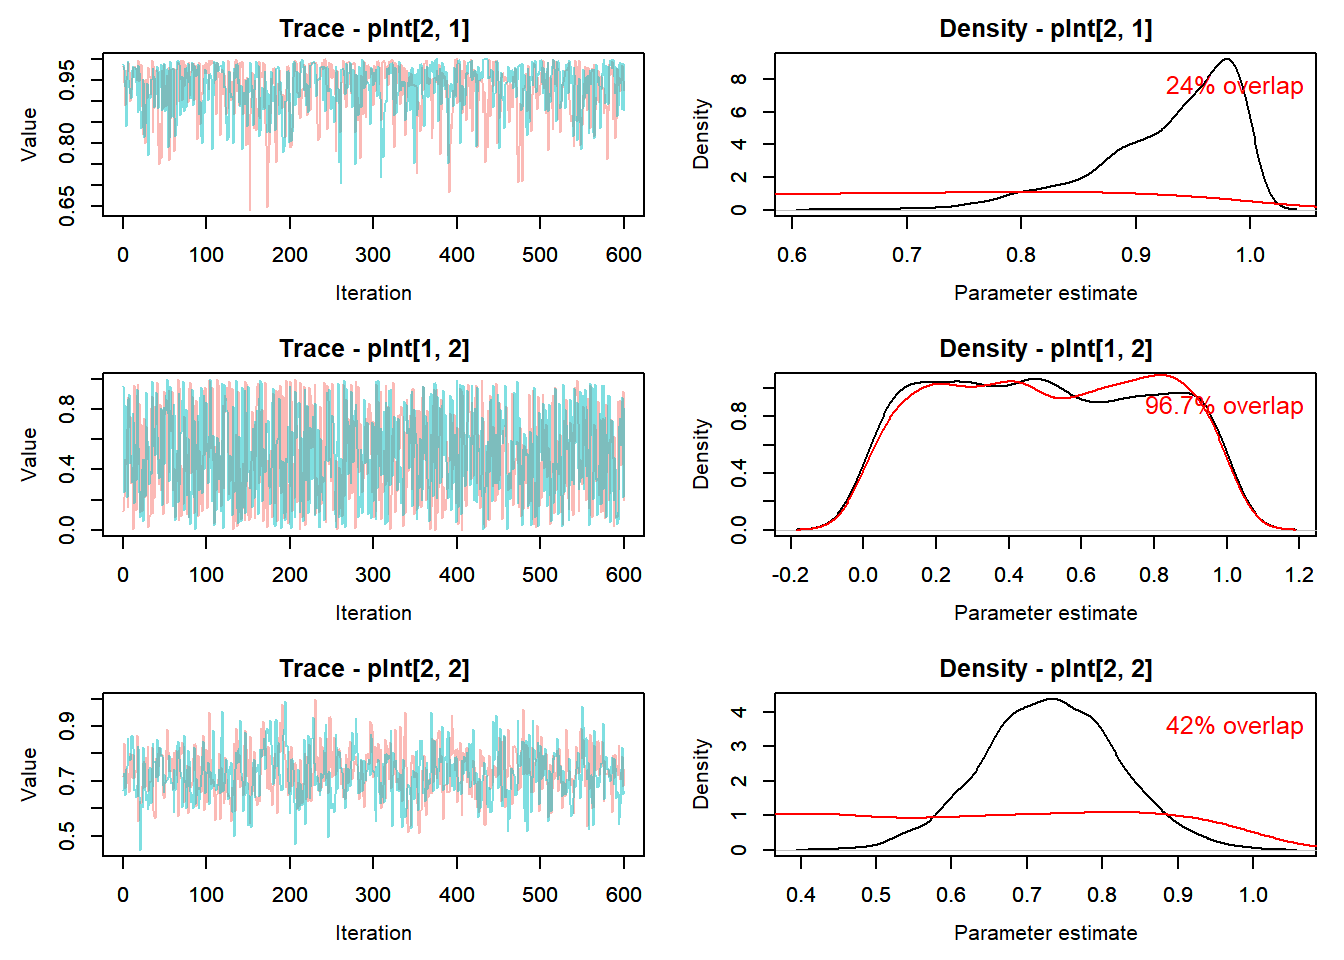 Trace - pInt[2, 1]
Value
0.65 0.80 0.95
0 100 200 300 400 500 600
Iteration
Density - pInt[2, 1]
24% overlap
Density
0 2 4 6 8
0.6 0.7 0.8 0.9 1.0
Parameter estimate
Trace - pInt[1, 2]
Value
0.0 0.4 0.8
0 100 200 300 400 500 600
Iteration
Density - pInt[1, 2]
96.7% overlap
Density
0.0 0.4 0.8
-0.2 0.0 0.2 0.4 0.6 0.8 1.0 1.2
Parameter estimate
Trace - pInt[2, 2]
Value
0.5 0.7 0.9
0 100 200 300 400 500 600
Iteration
Density - pInt[2, 2]
42% overlap
Density
0 1 2 3 4
0.4 0.5 0.6 0.7 0.8 0.9 1.0
Parameter estimate